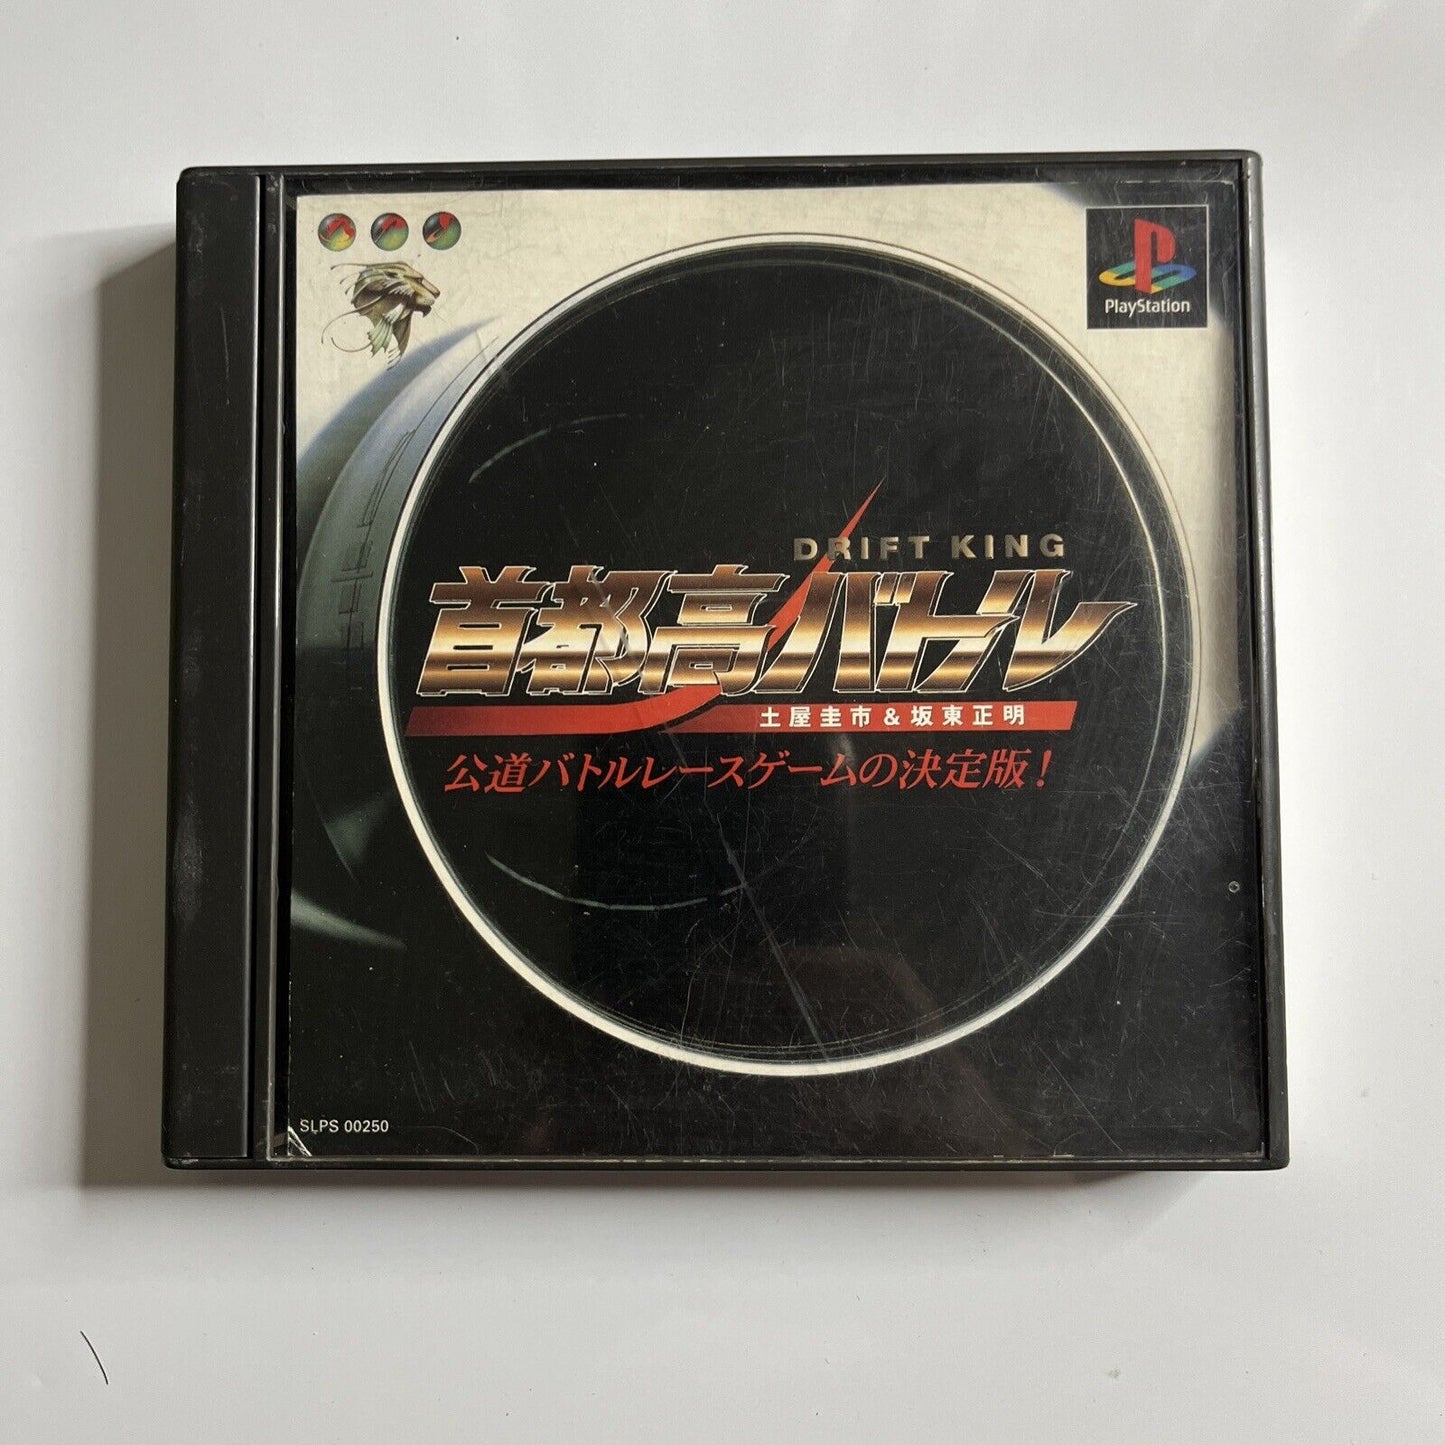 PlayStation
DRIFT KING
首都高バトル
土屋圭市&坂東正明
公道バトルレースゲームの決定版!
SLPS 00250